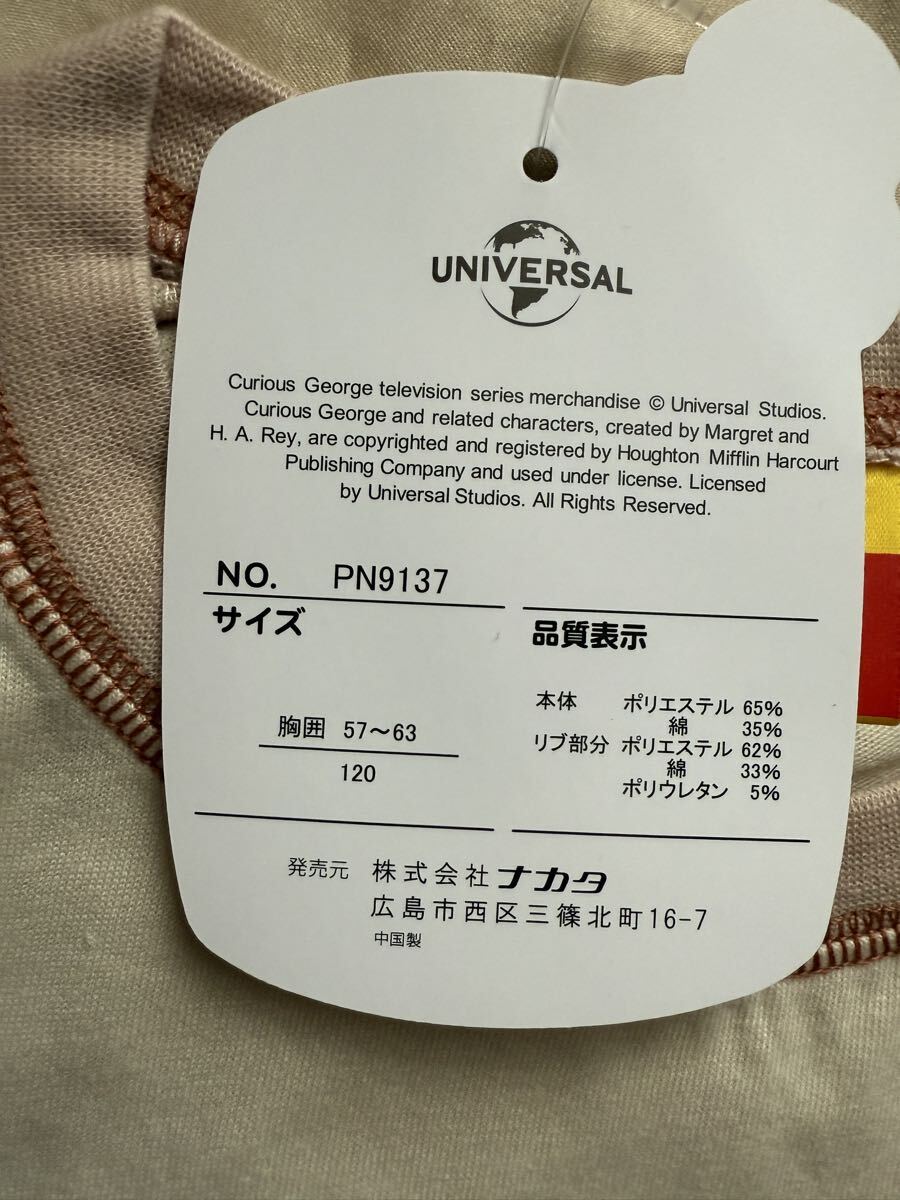 UNIVERSAL
Curious George television series merchandise © Universal Studios.
Curious George and related characters, created by Margret and
H. A. Rey, are copyrighted and registered by Houghton Mifflin Harcourt
Publishing Company and used under license. Licensed
by Universal Studios. All Rights Reserved.
NO. PN9137
サイズ
胸囲 57～63
120
品質表示
本体 ポリエステル 65%
綿 35%
リブ部分 ポリエステル 62%
綿 33%
ポリウレタン 5%
発売元 株式会社ナカタ
広島市西区三篠北町16-7
中国製